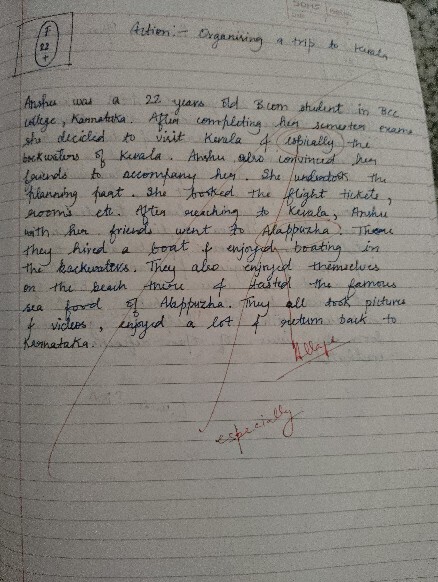 F
22
+
Action:- Organising a trip to Kerala
Anshu was a 22 years old B com student in Bcc
college, Karnataka. After completing her semester exams
she decided to visit Kerala & espially the
backwaters of Kerala. Anshu also convinced her
friends to accompany her. She undertook the
planning part. She booked the flight tickets,
rooms etc. After reaching to Kerala, Anshu
with her friends went to Alappuzha. There
they hired a boat & enjoyed boating in
the backwaters. They also enjoyed themselves
on the beach there & tasted the famous
sea food of Alappuzha. They all took pictures
& videos, enjoyed a lot & return back to
Karnataka.
especially